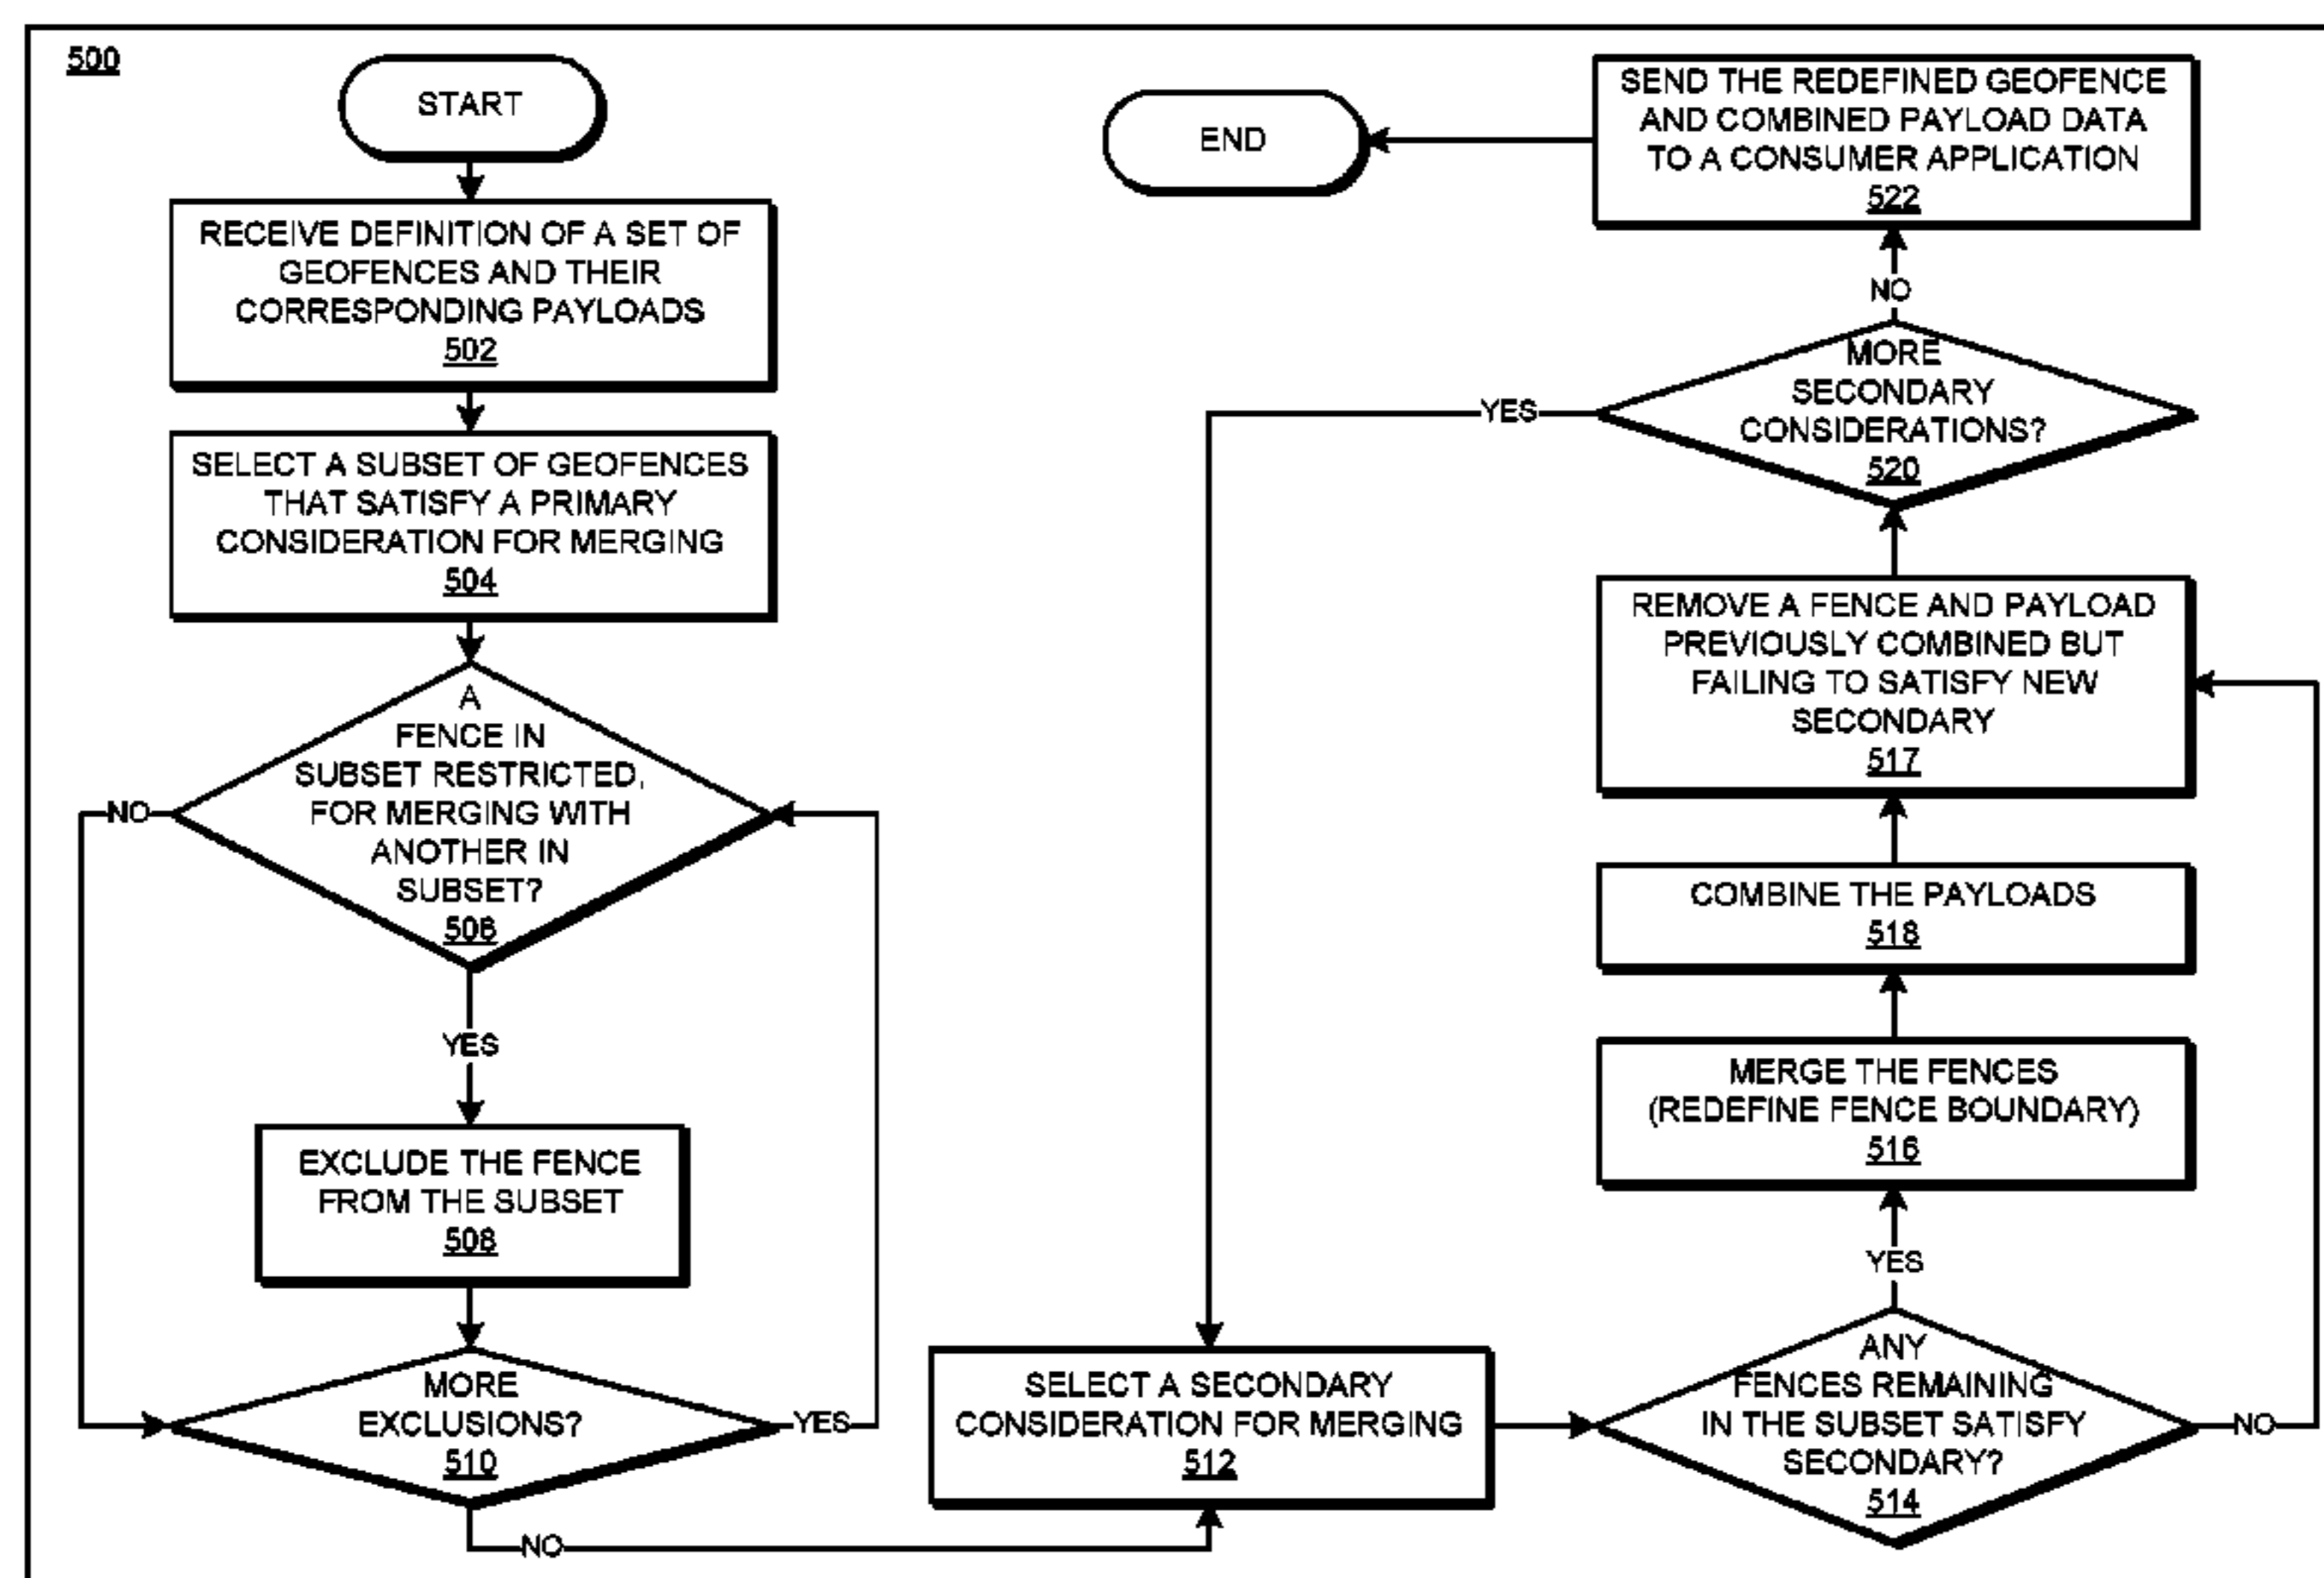 500
START
RECEIVE DEFINITION OF A SET OF
GEOFENCES AND THEIR
CORRESPONDING PAYLOADS
502
SELECT A SUBSET OF GEOFENCES
THAT SATISFY A PRIMARY
CONSIDERATION FOR MERGING
504
A
FENCE IN
SUBSET RESTRICTED,
FOR MERGING WITH
ANOTHER IN
SUBSET?
506
NO
YES
EXCLUDE THE FENCE
FROM THE SUBSET
508
MORE
EXCLUSIONS?
510
YES
NO
SELECT A SECONDARY
CONSIDERATION FOR MERGING
512
ANY
FENCES REMAINING
IN THE SUBSET SATISFY
SECONDARY?
514
NO
YES
MERGE THE FENCES
(REDEFINE FENCE BOUNDARY)
516
COMBINE THE PAYLOADS
518
REMOVE A FENCE AND PAYLOAD
PREVIOUSLY COMBINED BUT
FAILING TO SATISFY NEW
SECONDARY
517
MORE
SECONDARY
CONSIDERATIONS?
520
YES
NO
SEND THE REDEFINED GEOFENCE
AND COMBINED PAYLOAD DATA
TO A CONSUMER APPLICATION
522
END